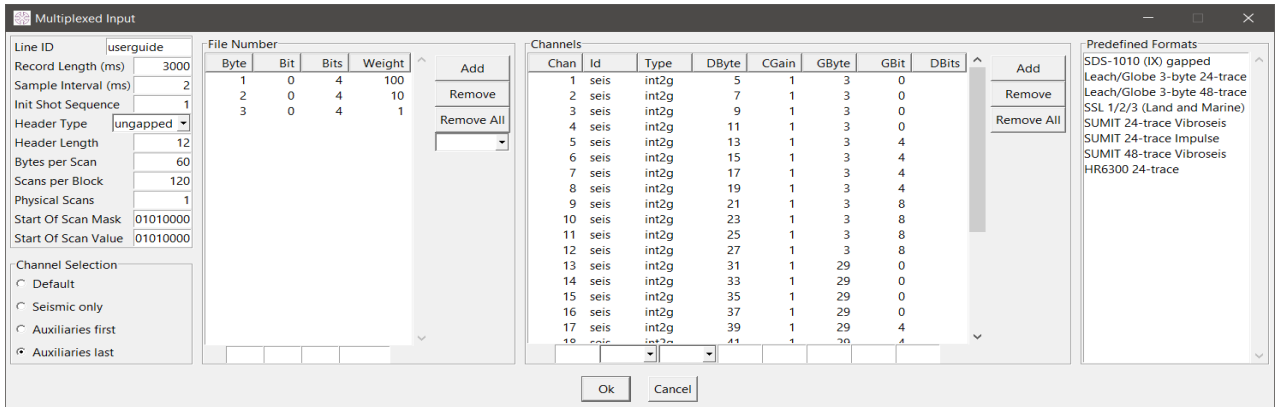 Multiplexed Input
Line ID userguide
Record Length (ms) 3000
Sample Interval (ms) 2
Init Shot Sequence 1
Header Type ungapped
Header Length 12
Bytes per Scan 60
Scans per Block 120
Physical Scans 1
Start Of Scan Mask 01010000
Start Of Scan Value 01010000
Channel Selection
Default
Seismic only
Auxiliaries first
Auxiliaries last
File Number
Byte Bit Bits Weight
1 0 4 100
2 0 4 10
3 0 4 1
Add
Remove
Remove All
Channels
Chan Id Type DByte CGain GByte GBit DBits
1 seis int2g 5 1 3 0
2 seis int2g 7 1 3 0
3 seis int2g 9 1 3 0
4 seis int2g 11 1 3 0
5 seis int2g 13 1 3 4
6 seis int2g 15 1 3 4
7 seis int2g 17 1 3 4
8 seis int2g 19 1 3 4
9 seis int2g 21 1 3 8
10 seis int2g 23 1 3 8
11 seis int2g 25 1 3 8
12 seis int2g 27 1 3 8
13 seis int2g 31 1 29 0
14 seis int2g 33 1 29 0
15 seis int2g 35 1 29 0
16 seis int2g 37 1 29 0
17 seis int2g 39 1 29 4
18 seis int2g 41 1 29 4
Add
Remove
Remove All
Predefined Formats
SDS-1010 (IX) gapped
Leach/Globe 3-byte 24-trace
Leach/Globe 3-byte 48-trace
SSL 1/2/3 (Land and Marine)
SUMIT 24-trace Vibroseis
SUMIT 24-trace Impulse
SUMIT 48-trace Vibroseis
HR6300 24-trace
Ok
Cancel